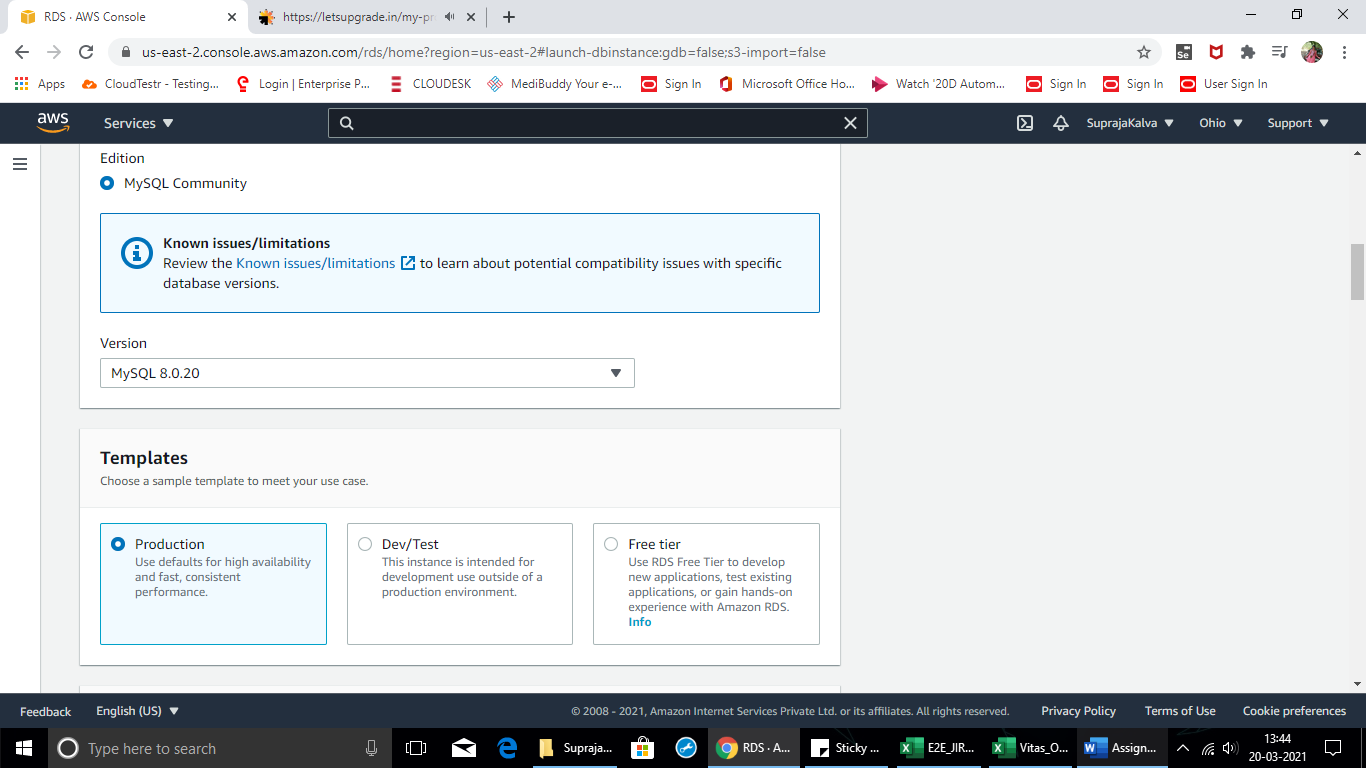 RDS · AWS Console
https://letsupgrade.in/my-pr
us-east-2.console.aws.amazon.com/rds/home?region=us-east-2#launch-dbinstance:gdb=false;s3-import=false
Apps
CloudTestr - Testing...
Login | Enterprise P...
CLOUDESK
MediBuddy Your e-...
Sign In
Microsoft Office Ho...
Watch '20D Autom...
Sign In
Sign In
User Sign In
aws
Services
SuprajaKalva
Ohio
Support
Edition
MySQL Community
Known issues/limitations
Review the Known issues/limitations to learn about potential compatibility issues with specific
database versions.
Version
MySQL 8.0.20
Templates
Choose a sample template to meet your use case.
Production
Use defaults for high availability
and fast, consistent
performance.
Dev/Test
This instance is intended for
development use outside of a
production environment.
Free tier
Use RDS Free Tier to develop
new applications, test existing
applications, or gain hands-on
experience with Amazon RDS.
Info
Feedback
English (US)
© 2008 - 2021, Amazon Internet Services Private Ltd. or its affiliates. All rights reserved.
Privacy Policy
Terms of Use
Cookie preferences
Type here to search
Supraja...
RDS · A...
Sticky ...
E2E_JIR...
Vitas_O...
Assign...
13:44
20-03-2021